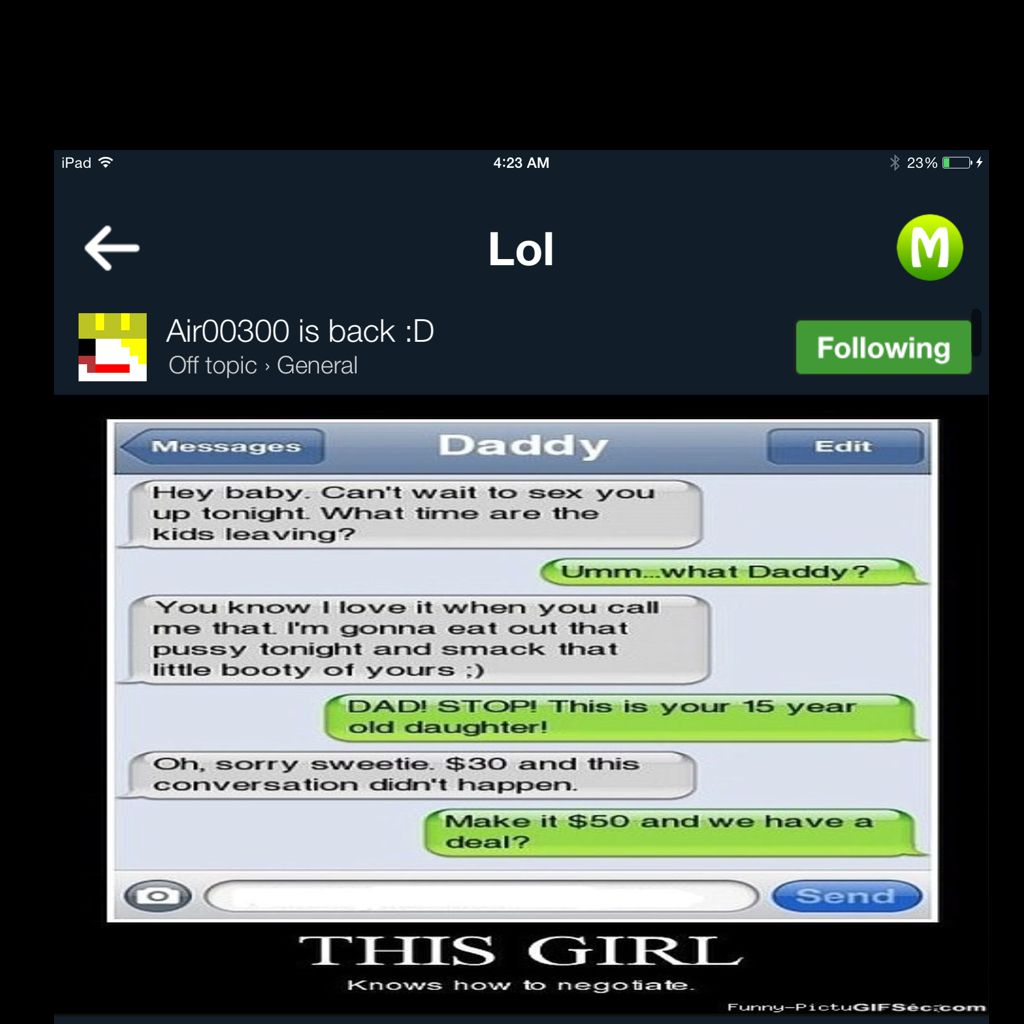 iPad 4:23 AM 23%
Lol
M
Air00300 is back :D
Off topic › General
Following
Messages Daddy Edit
Hey baby. Can't wait to sex you
up tonight. What time are the
kids leaving?
Umm...what Daddy?
You know I love it when you call
me that. I'm gonna eat out that
pussy tonight and smack that
little booty of yours ;)
DAD! STOP! This is your 15 year
old daughter!
Oh, sorry sweetie. $30 and this
conversation didn't happen.
Make it $50 and we have a
deal?
Send
THIS GIRL
Knows how to negotiate.